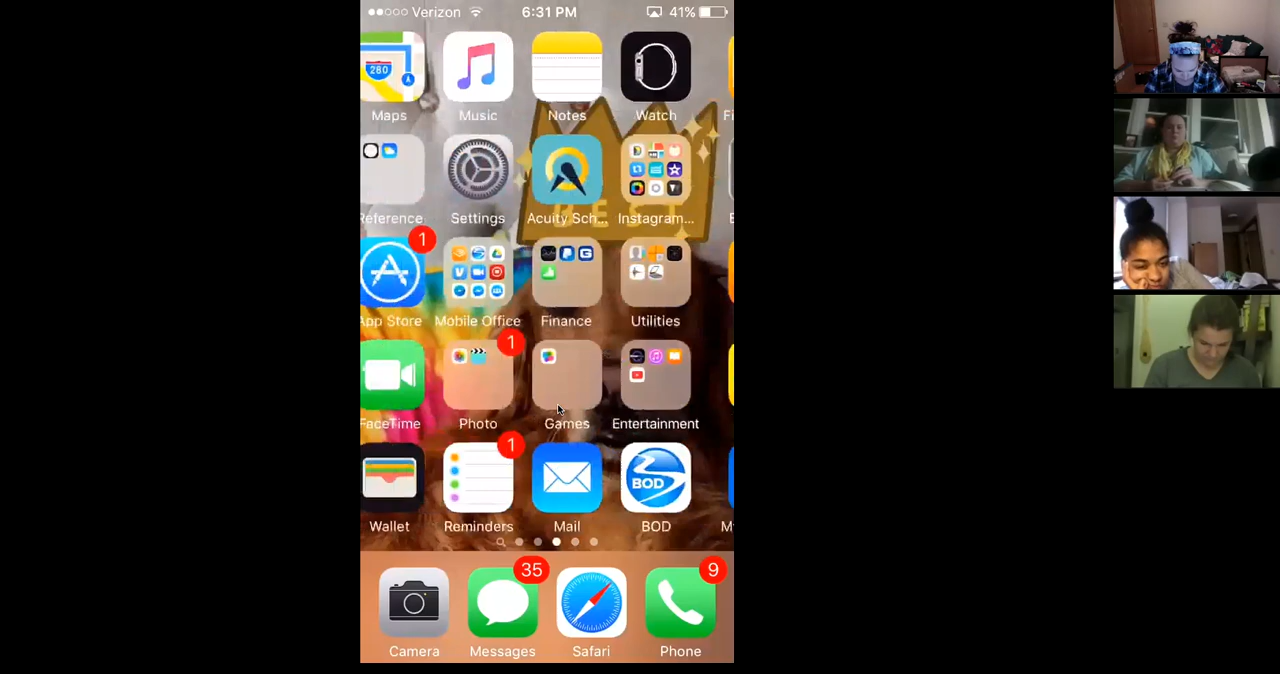 Verizon 6:31 PM 41%
280
Maps Music Notes Watch Fi
BEST
Reference Settings Acuity Sch... Instagram...
1
App Store Mobile Office Finance Utilities
1
FaceTime Photo Games Entertainment
1
BOD
Wallet Reminders Mail BOD M
35 9
Camera Messages Safari Phone